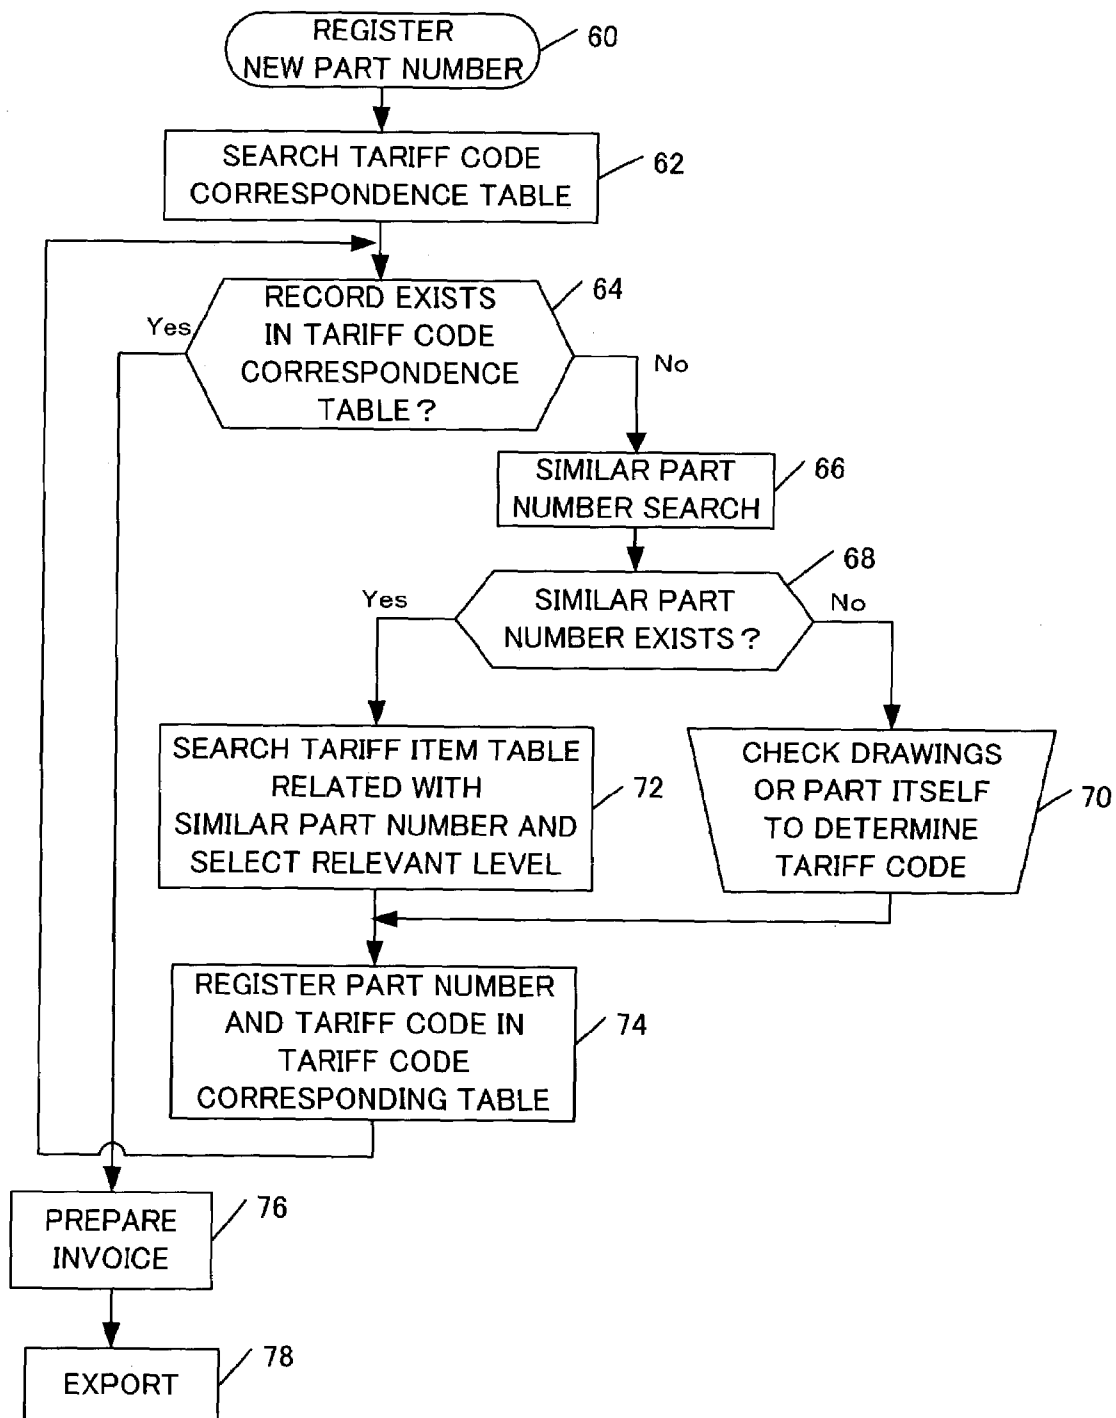 REGISTER
NEW PART NUMBER
60
SEARCH TARIFF CODE
CORRESPONDENCE TABLE
62
RECORD EXISTS
IN TARIFF CODE
CORRESPONDENCE
TABLE?
64
Yes
No
SIMILAR PART
NUMBER SEARCH
66
SIMILAR PART
NUMBER EXISTS?
68
Yes
No
SEARCH TARIFF ITEM TABLE
RELATED WITH
SIMILAR PART NUMBER AND
SELECT RELEVANT LEVEL
72
CHECK DRAWINGS
OR PART ITSELF
TO DETERMINE
TARIFF CODE
70
REGISTER PART NUMBER
AND TARIFF CODE IN
TARIFF CODE
CORRESPONDING TABLE
74
PREPARE
INVOICE
76
EXPORT
78